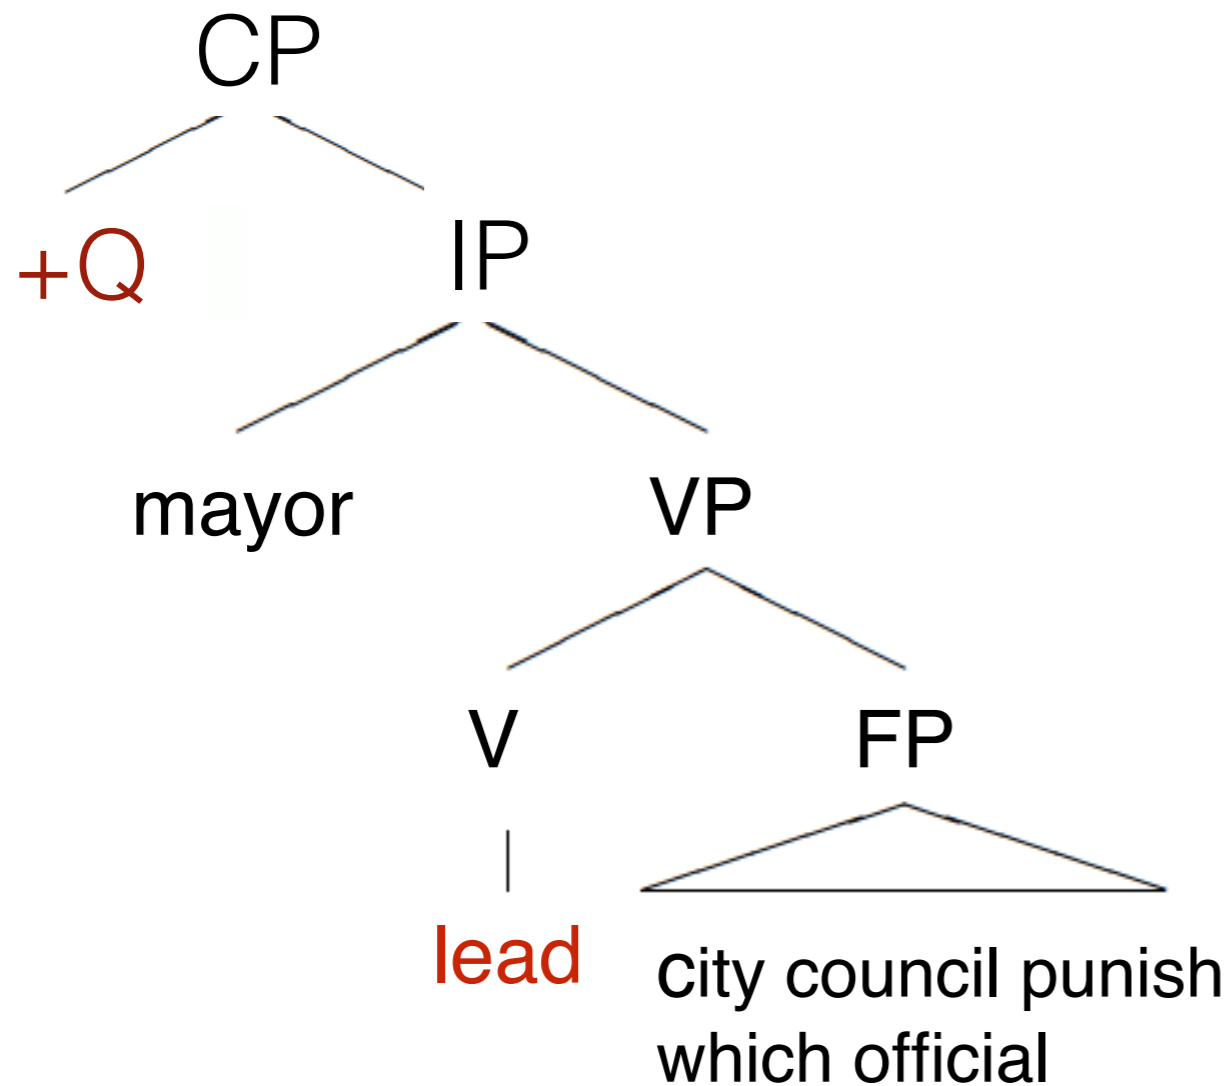 CP
+Q
IP
mayor
VP
V
FP
lead
city council punish
which official